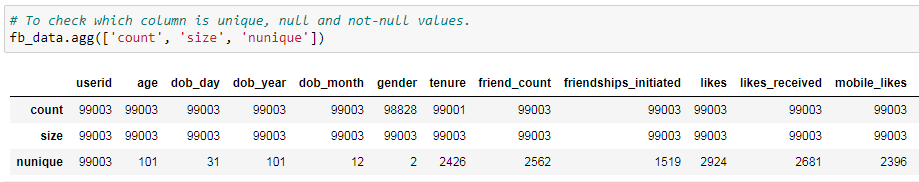 # To check which column is unique, null and not-null values.
fb_data.agg(['count', 'size', 'nunique'])
userid age dob_day dob_year dob_month gender tenure friend_count friendships_initiated likes likes_received mobile_likes
count 99003 99003 99003 99003 99003 98828 99001 99003 99003 99003 99003 99003
size 99003 99003 99003 99003 99003 99003 99003 99003 99003 99003 99003 99003
nunique 99003 101 31 101 12 2 2426 2562 1519 2924 2681 2396